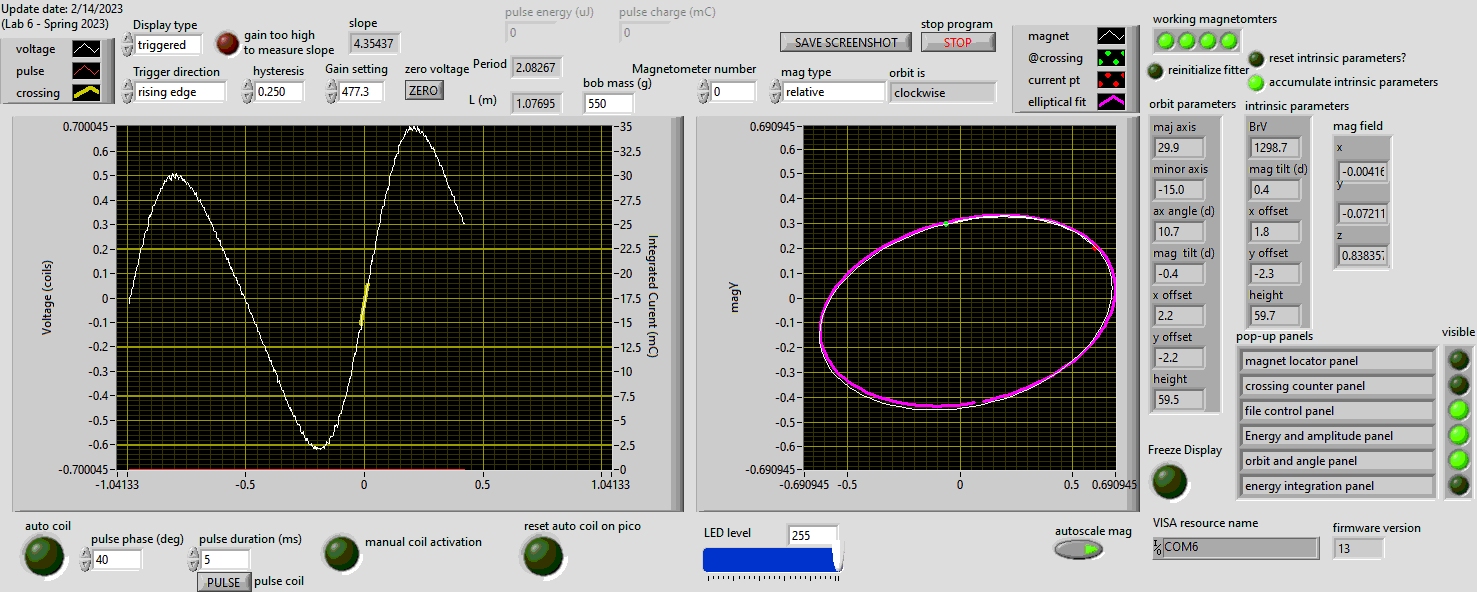 Update date: 2/14/2023
(Lab 6 - Spring 2023)
voltage
pulse
crossing
Display type
triggered
gain too high
to measure slope
slope
4.35437
Trigger direction
rising edge
hysteresis
0.250
Gain setting
477.3
zero voltage
ZERO
pulse energy (uJ)
0
pulse charge (mC)
0
Period
2.08267
L (m)
1.07695
bob mass (g)
550
Magnetometer number
0
mag type
relative
orbit is
clockwise
SAVE SCREENSHOT
stop program
STOP
magnet
@crossing
current pt
elliptical fit
working magnetomters
reinitialize fitter
reset intrinsic parameters?
accumulate intrinsic parameters
orbit parameters
maj axis
29.9
minor axis
-15.0
ax angle (d)
10.7
mag tilt (d)
-0.4
x offset
2.2
y offset
-2.2
height
59.5
intrinsic parameters
BrV
1298.7
mag tilt (d)
0.4
x offset
1.8
y offset
-2.3
height
59.7
mag field
x
-0.00416
y
-0.07211
z
0.838357
Voltage (coils)
0.700045
0.6
0.5
0.4
0.3
0.2
0.1
0
-0.1
-0.2
-0.3
-0.4
-0.5
-0.6
-0.700045
-1.04133
-0.5
0
0.5
1.04133
35
32.5
30
27.5
25
22.5
20
17.5
15
12.5
10
7.5
5
2.5
0
Integrated Curent (mC)
magy
0.690945
0.6
0.5
0.4
0.3
0.2
0.1
0
-0.1
-0.2
-0.3
-0.4
-0.5
-0.6
-0.690945
-0.690945
-0.5
0
0.5
0.690945
pop-up panels
visible
magnet locator panel
crossing counter panel
file control panel
Energy and amplitude panel
orbit and angle panel
energy integration panel
Freeze Display
auto coil
pulse phase (deg)
40
pulse duration (ms)
5
PULSE
pulse coil
manual coil activation
reset auto coil on pico
LED level
255
autoscale mag
VISA resource name
COM6
firmware version
13